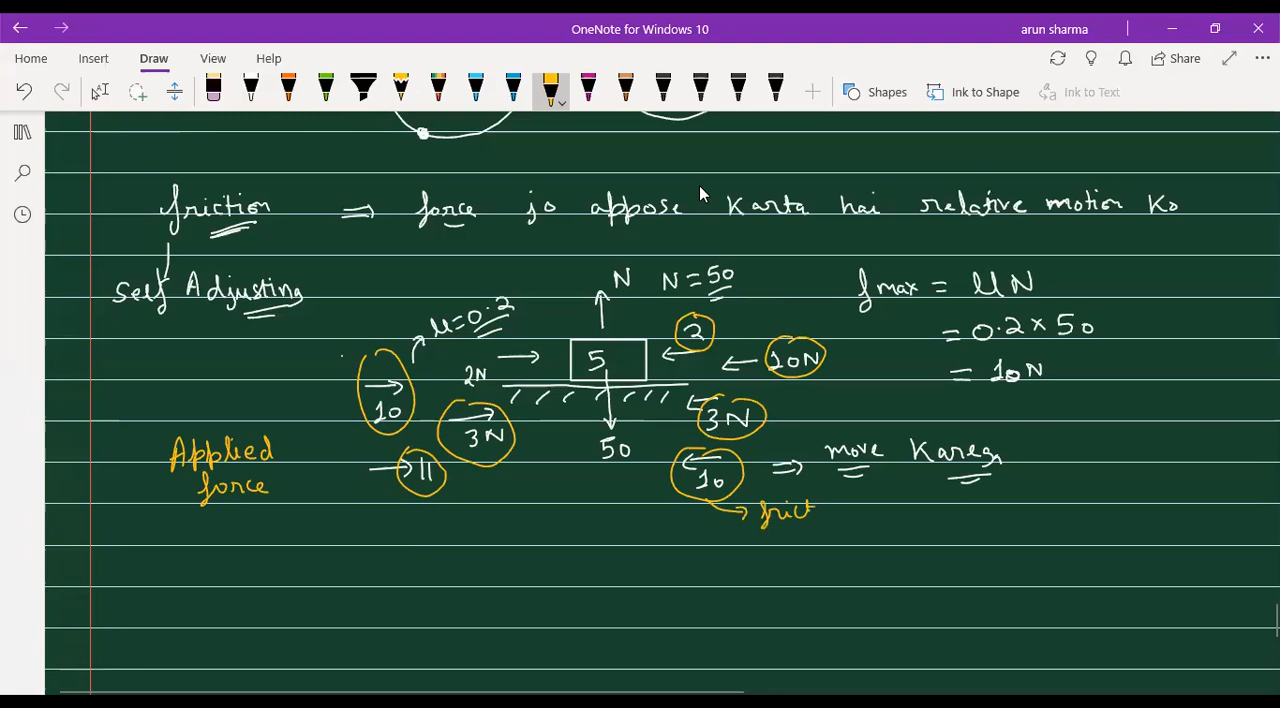 OneNote for Windows 10
arun sharma
Home Insert Draw View Help
Share
Shapes Ink to Shape Ink to Text
friction ⇒ force jo appose Karta hai relative motion Ko
Self Adjusting
N N = 50
fmax = μN
μ=0.2
= 0.2 × 50
2
5
10N
= 10N
2N
10
3N
3N
50
Applied
force
11
10 ⇒ move Karega
frict